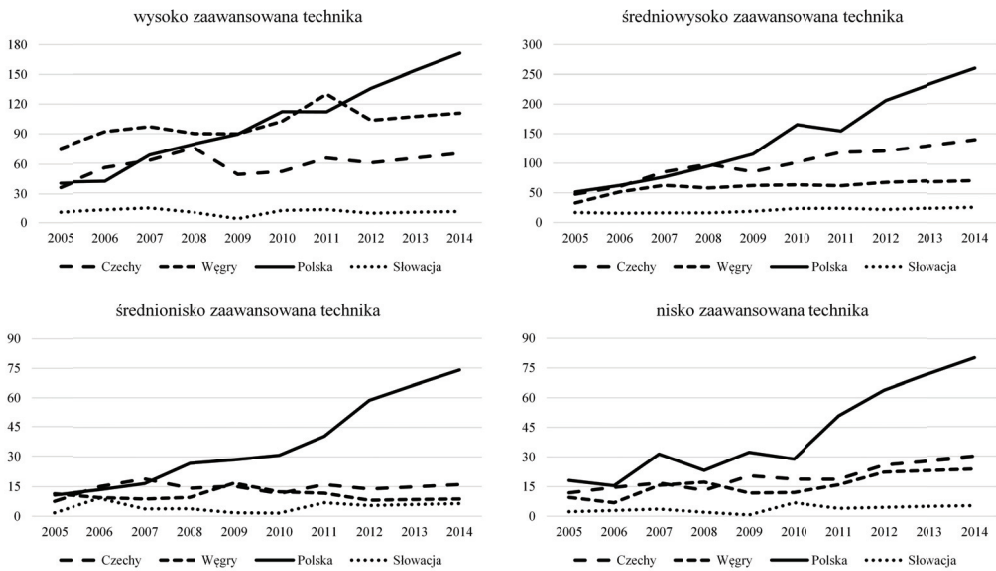 wysoko zaawansowana technika
180
150
120
90
60
30
0
2005 2006 2007 2008 2009 2010 2011 2012 2013 2014
Czechy Węgry Polska Słowacja
średniowysoko zaawansowana technika
300
250
200
150
100
50
0
2005 2006 2007 2008 2009 2010 2011 2012 2013 2014
Czechy Węgry Polska Słowacja
średnionisko zaawansowana technika
90
75
60
45
30
15
0
2005 2006 2007 2008 2009 2010 2011 2012 2013 2014
Czechy Węgry Polska Słowacja
nisko zaawansowana technika
90
75
60
45
30
15
0
2005 2006 2007 2008 2009 2010 2011 2012 2013 2014
Czechy Węgry Polska Słowacja